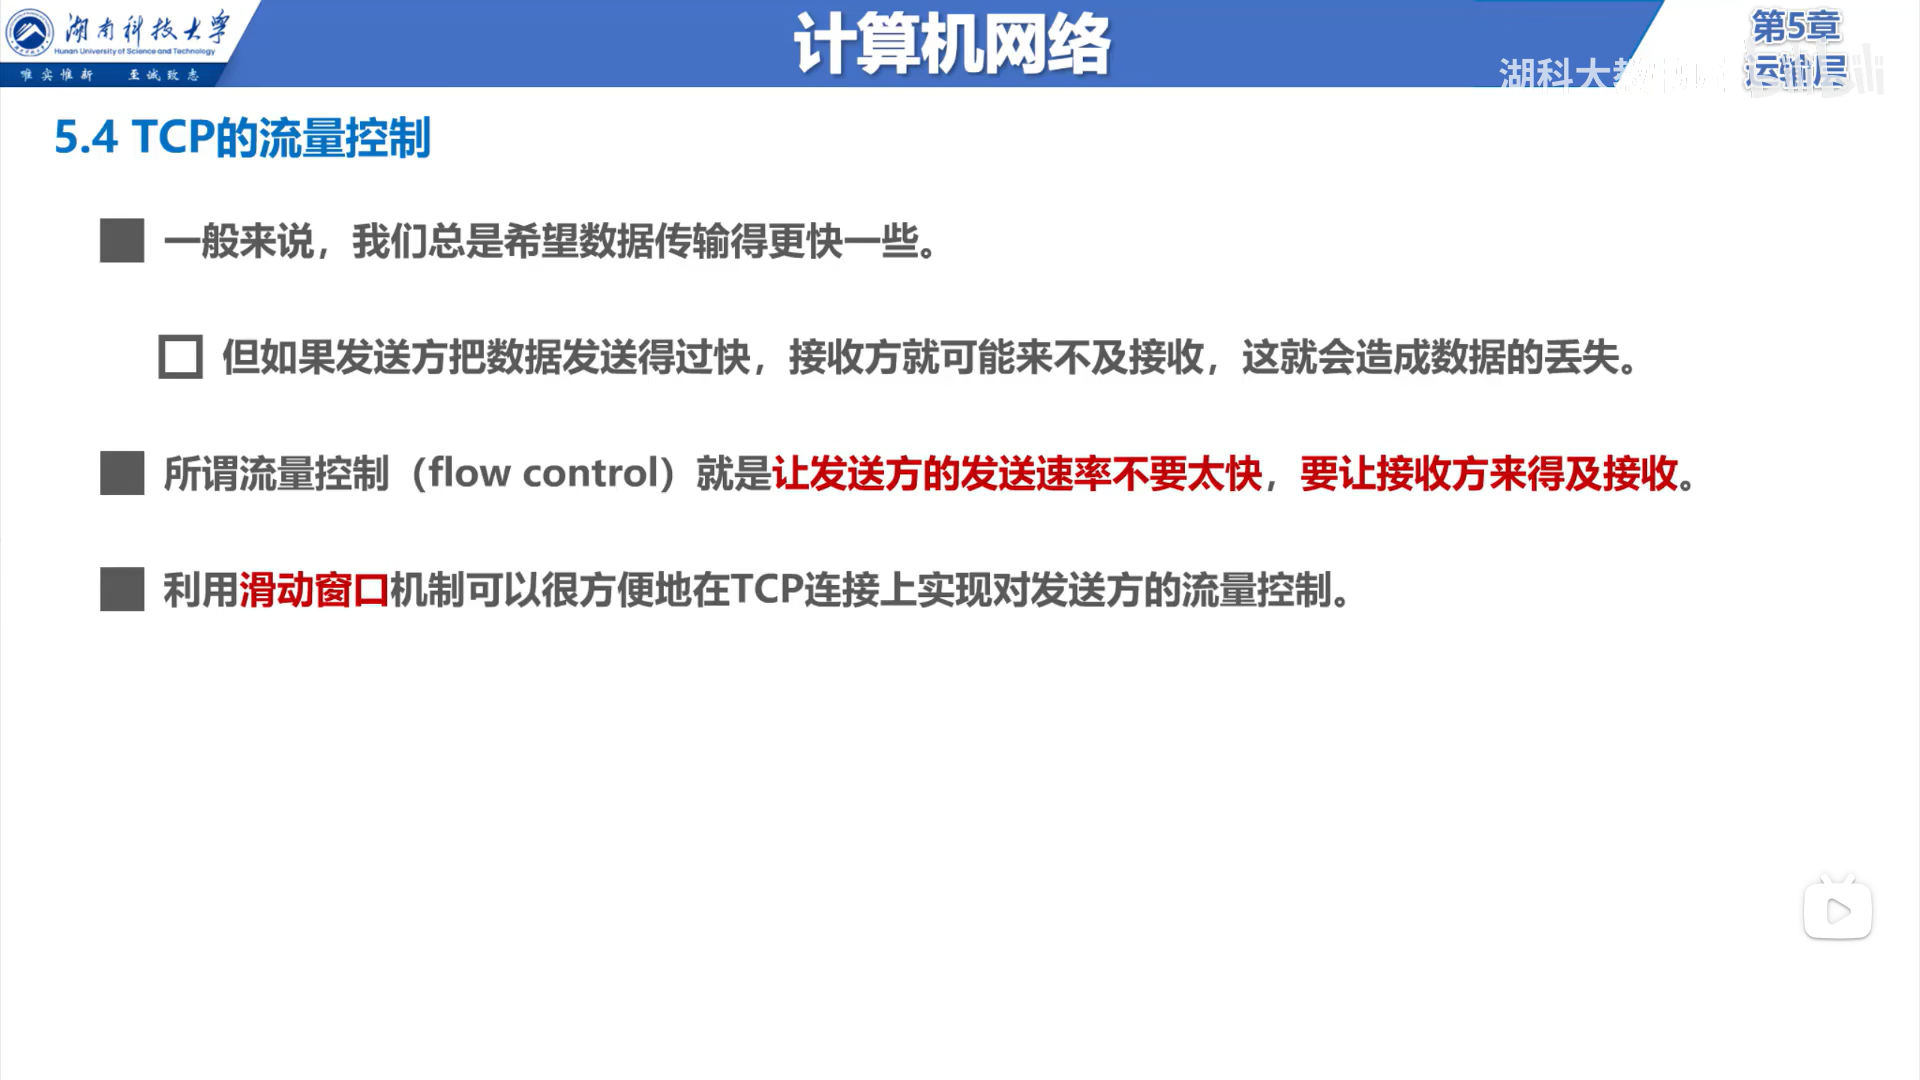 湖南科技大学
Hunan University of Science and Technology
唯实惟新 至诚致志
计算机网络
第5章
运输层
湖科大教
5.4 TCP的流量控制
一般来说，我们总是希望数据传输得更快一些。
但如果发送方把数据发送得过快，接收方就可能来不及接收，这就会造成数据的丢失。
所谓流量控制（flow control）就是让发送方的发送速率不要太快，要让接收方来得及接收。
利用滑动窗口机制可以很方便地在TCP连接上实现对发送方的流量控制。